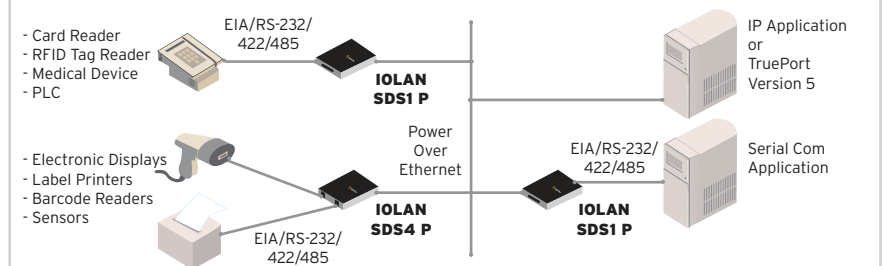 - Card Reader
- RFID Tag Reader
- Medical Device
- PLC
EIA/RS-232/
422/485
IOLAN
SDS1 P
IP Application
or
TruePort
Version 5
- Electronic Displays
- Label Printers
- Barcode Readers
- Sensors
EIA/RS-232/
422/485
IOLAN
SDS4 P
Power
Over
Ethernet
EIA/RS-232/
422/485
IOLAN
SDS1 P
Serial Com
Application